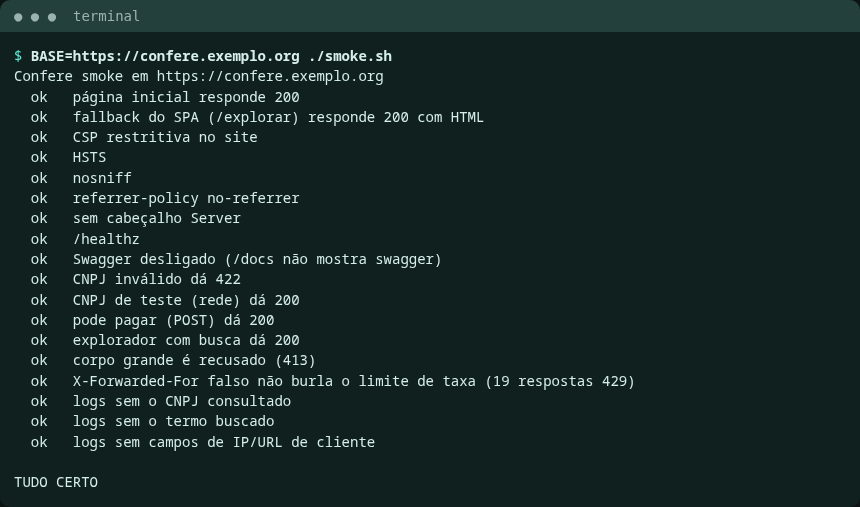 terminal
$ BASE=https://confere.exemplo.org ./smoke.sh
Confere smoke em https://confere.exemplo.org
ok página inicial responde 200
ok fallback do SPA (/explorar) responde 200 com HTML
ok CSP restritiva no site
ok HSTS
ok nosniff
ok referrer-policy no-referrer
ok sem cabeçalho Server
ok /healthz
ok Swagger desligado (/docs não mostra swagger)
ok CNPJ inválido dá 422
ok CNPJ de teste (rede) dá 200
ok pode pagar (POST) dá 200
ok explorador com busca dá 200
ok corpo grande é recusado (413)
ok X-Forwarded-For falso não burla o limite de taxa (19 respostas 429)
ok logs sem o CNPJ consultado
ok logs sem o termo buscado
ok logs sem campos de IP/URL de cliente
TUDO CERTO